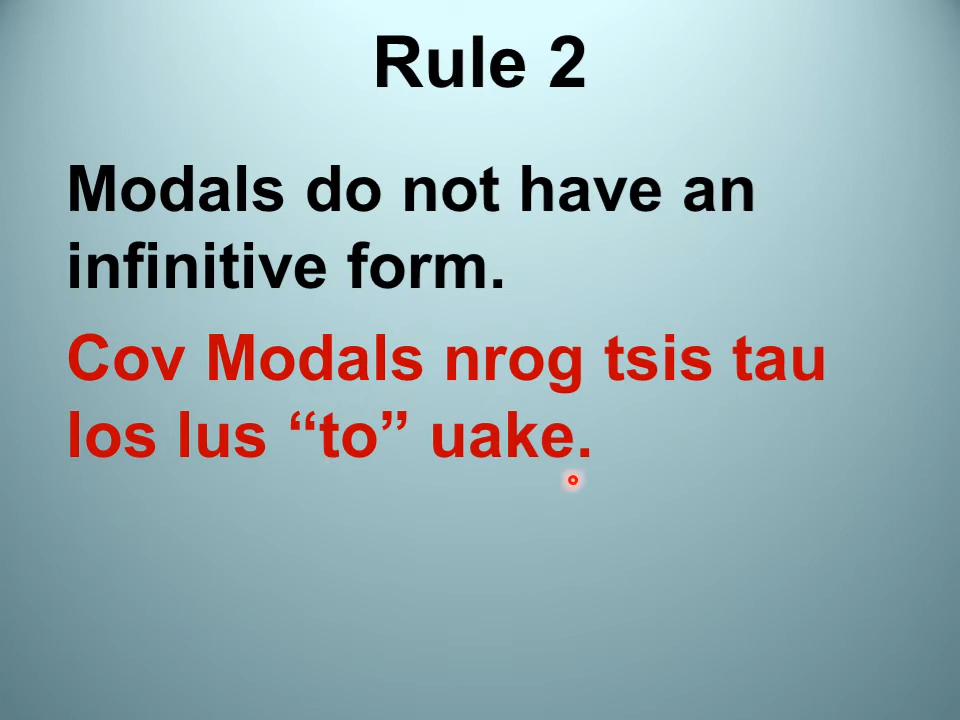 Rule 2
Modals do not have an
infinitive form.
Cov Modals nrog tsis tau
los lus “to” uake.